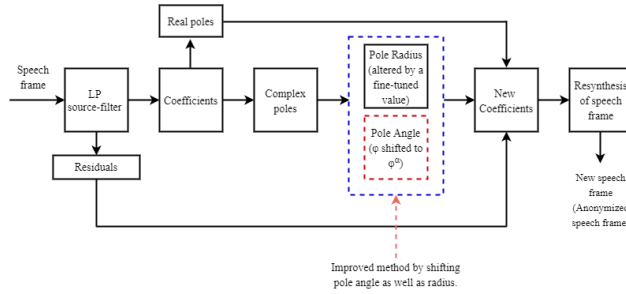 Real poles
Speech
frame
LP
source-filter
Coefficients
Complex
poles
Pole Radius
(altered by a
fine-tuned
value)
Pole Angle
(φ shifted to
φᵅ)
New
Coefficients
Resynthesis
of speech
frame
Residuals
New speech
frame
(Anonymized
speech frame
Improved method by shifting
pole angle as well as radius.